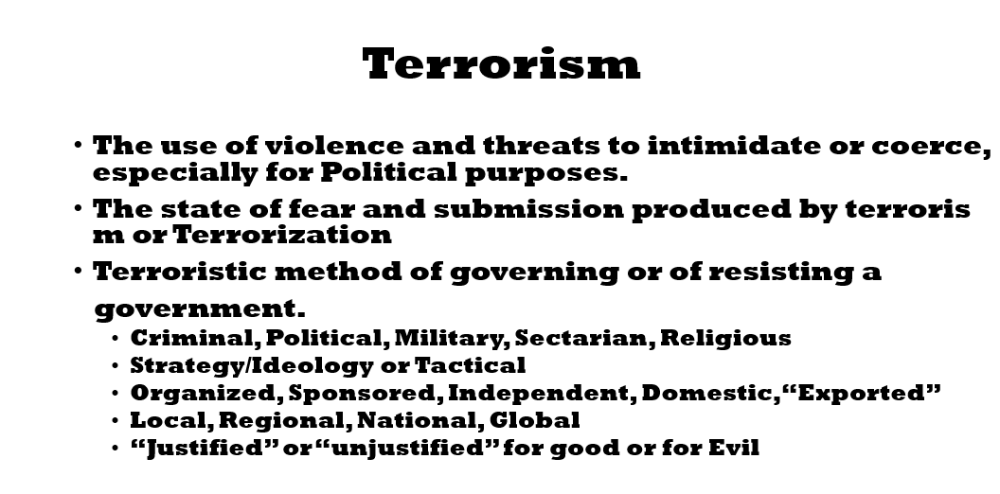 Terrorism
• The use of violence and threats to intimidate or coerce,
especially for Political purposes.
• The state of fear and submission produced by terroris
m or Terrorization
• Terroristic method of governing or of resisting a
government.
• Criminal, Political, Military, Sectarian, Religious
• Strategy/Ideology or Tactical
• Organized, Sponsored, Independent, Domestic, “Exported”
• Local, Regional, National, Global
• “Justified” or “unjustified” for good or for Evil